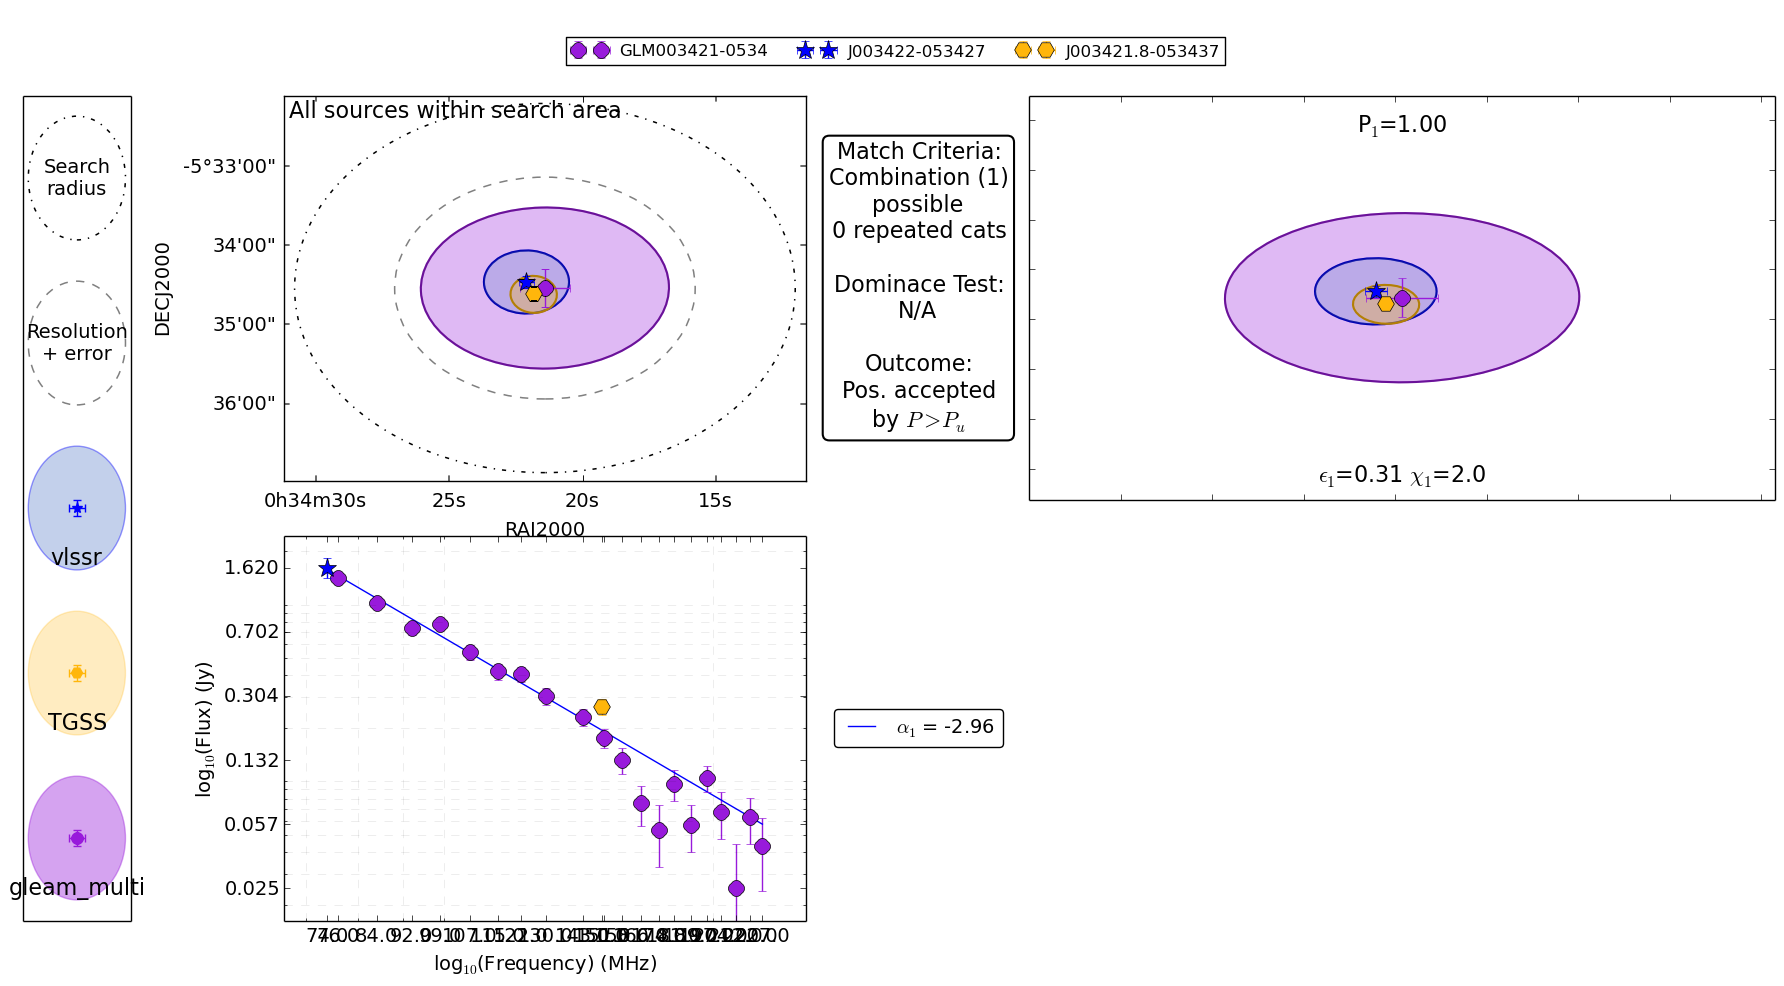 GLM003421-0534 J003422-053427 J003421.8-053437
Search
radius
Resolution
+ error
vlssr
TGSS
gleam_multi
All sources within search area
-5°33'00"
34'00"
35'00"
36'00"
DECJ2000
0h34m30s 25s 20s 15s
RAJ2000
Match Criteria:
Combination (1)
possible
0 repeated cats
Dominace Test:
N/A
Outcome:
Pos. accepted
by P>Pu
P1=1.00
ϵ1=0.31 χ1=2.0
1.620
0.702
0.304
0.132
0.057
0.025
log10(Flux) (Jy)
log10(Frequency) (MHz)
α1 = -2.96